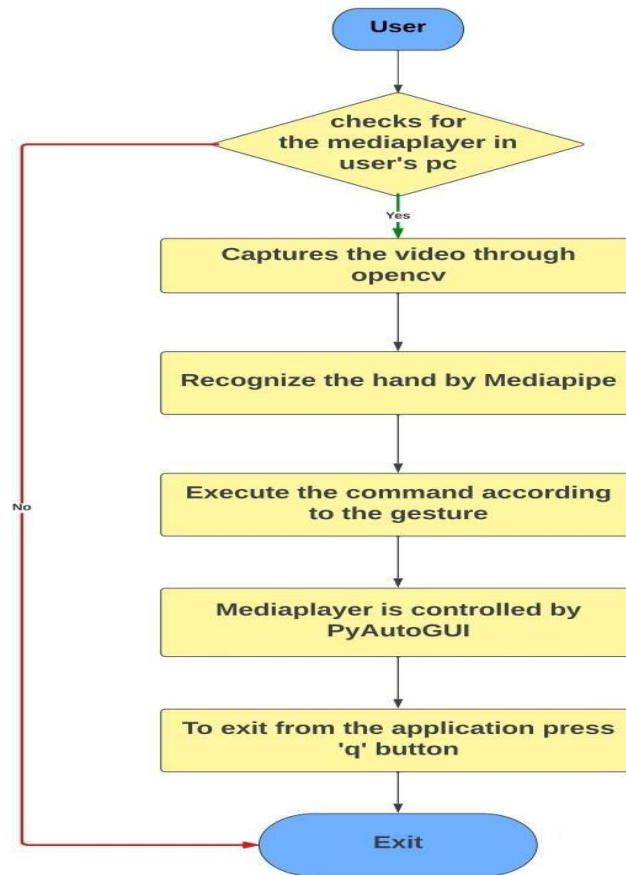 User
checks for
the mediaplayer in
user's pc
Yes
Captures the video through
opencv
Recognize the hand by Mediapipe
No
Execute the command according
to the gesture
Mediaplayer is controlled by
PyAutoGUI
To exit from the application press
'q' button
Exit